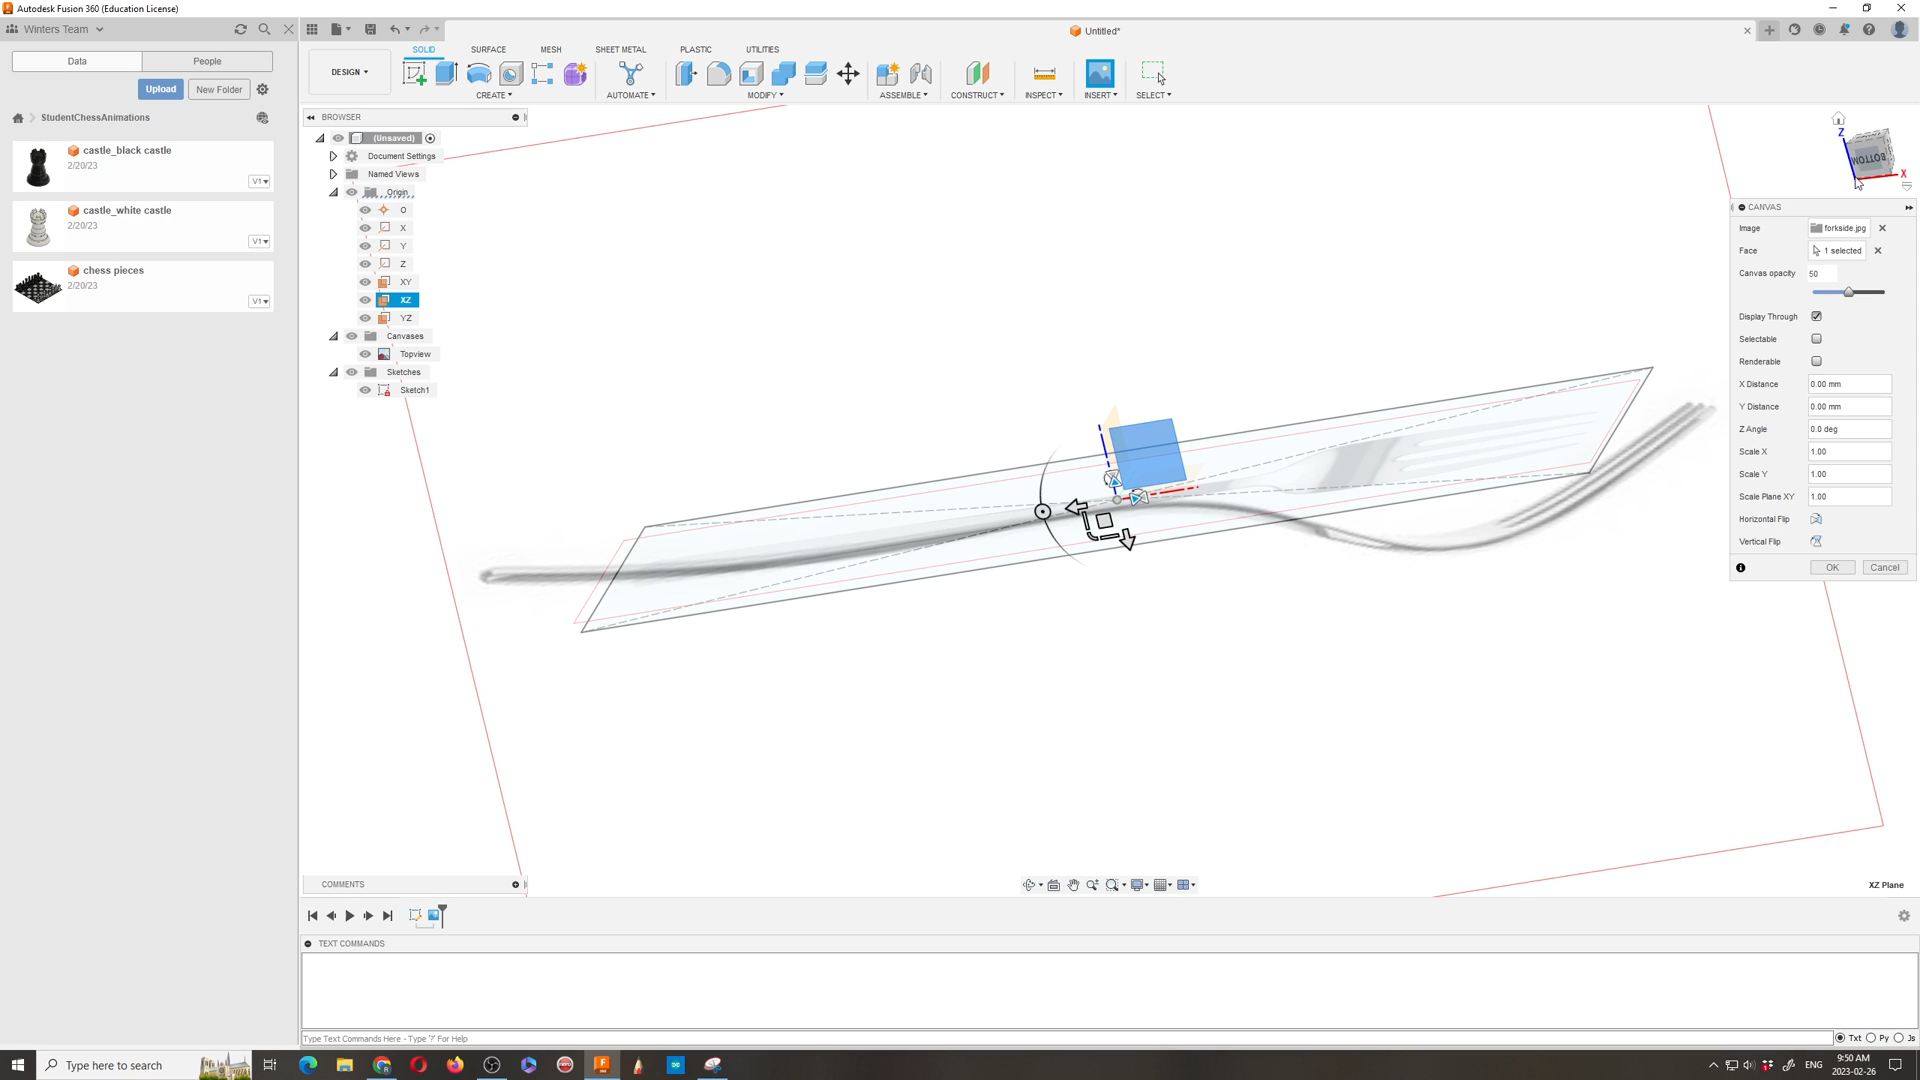 Autodesk Fusion 360 (Education License)
Winters Team
Untitled*
Data
People
Upload
New Folder
StudentChessAnimations
castle_black castle
2/20/23
V1
castle_white castle
2/20/23
V1
chess pieces
2/20/23
V1
DESIGN
SOLID
SURFACE
MESH
SHEET METAL
PLASTIC
UTILITIES
CREATE
AUTOMATE
MODIFY
ASSEMBLE
CONSTRUCT
INSPECT
INSERT
SELECT
BROWSER
(Unsaved)
Document Settings
Named Views
Origin
O
X
Y
Z
XY
XZ
YZ
Canvases
Topview
Sketches
Sketch1
Z
BOTTOM
X
CANVAS
Image forkside.jpg
Face 1 selected
Canvas opacity 50
Display Through
Selectable
Renderable
X Distance 0.00 mm
Y Distance 0.00 mm
Z Angle 0.0 deg
Scale X 1.00
Scale Y 1.00
Scale Plane XY 1.00
Horizontal Flip
Vertical Flip
OK Cancel
COMMENTS
XZ Plane
TEXT COMMANDS
Type Text Commands Here - Type '?' For Help
Txt Py Js
Type here to search
ENG
9:50 AM
2023-02-26